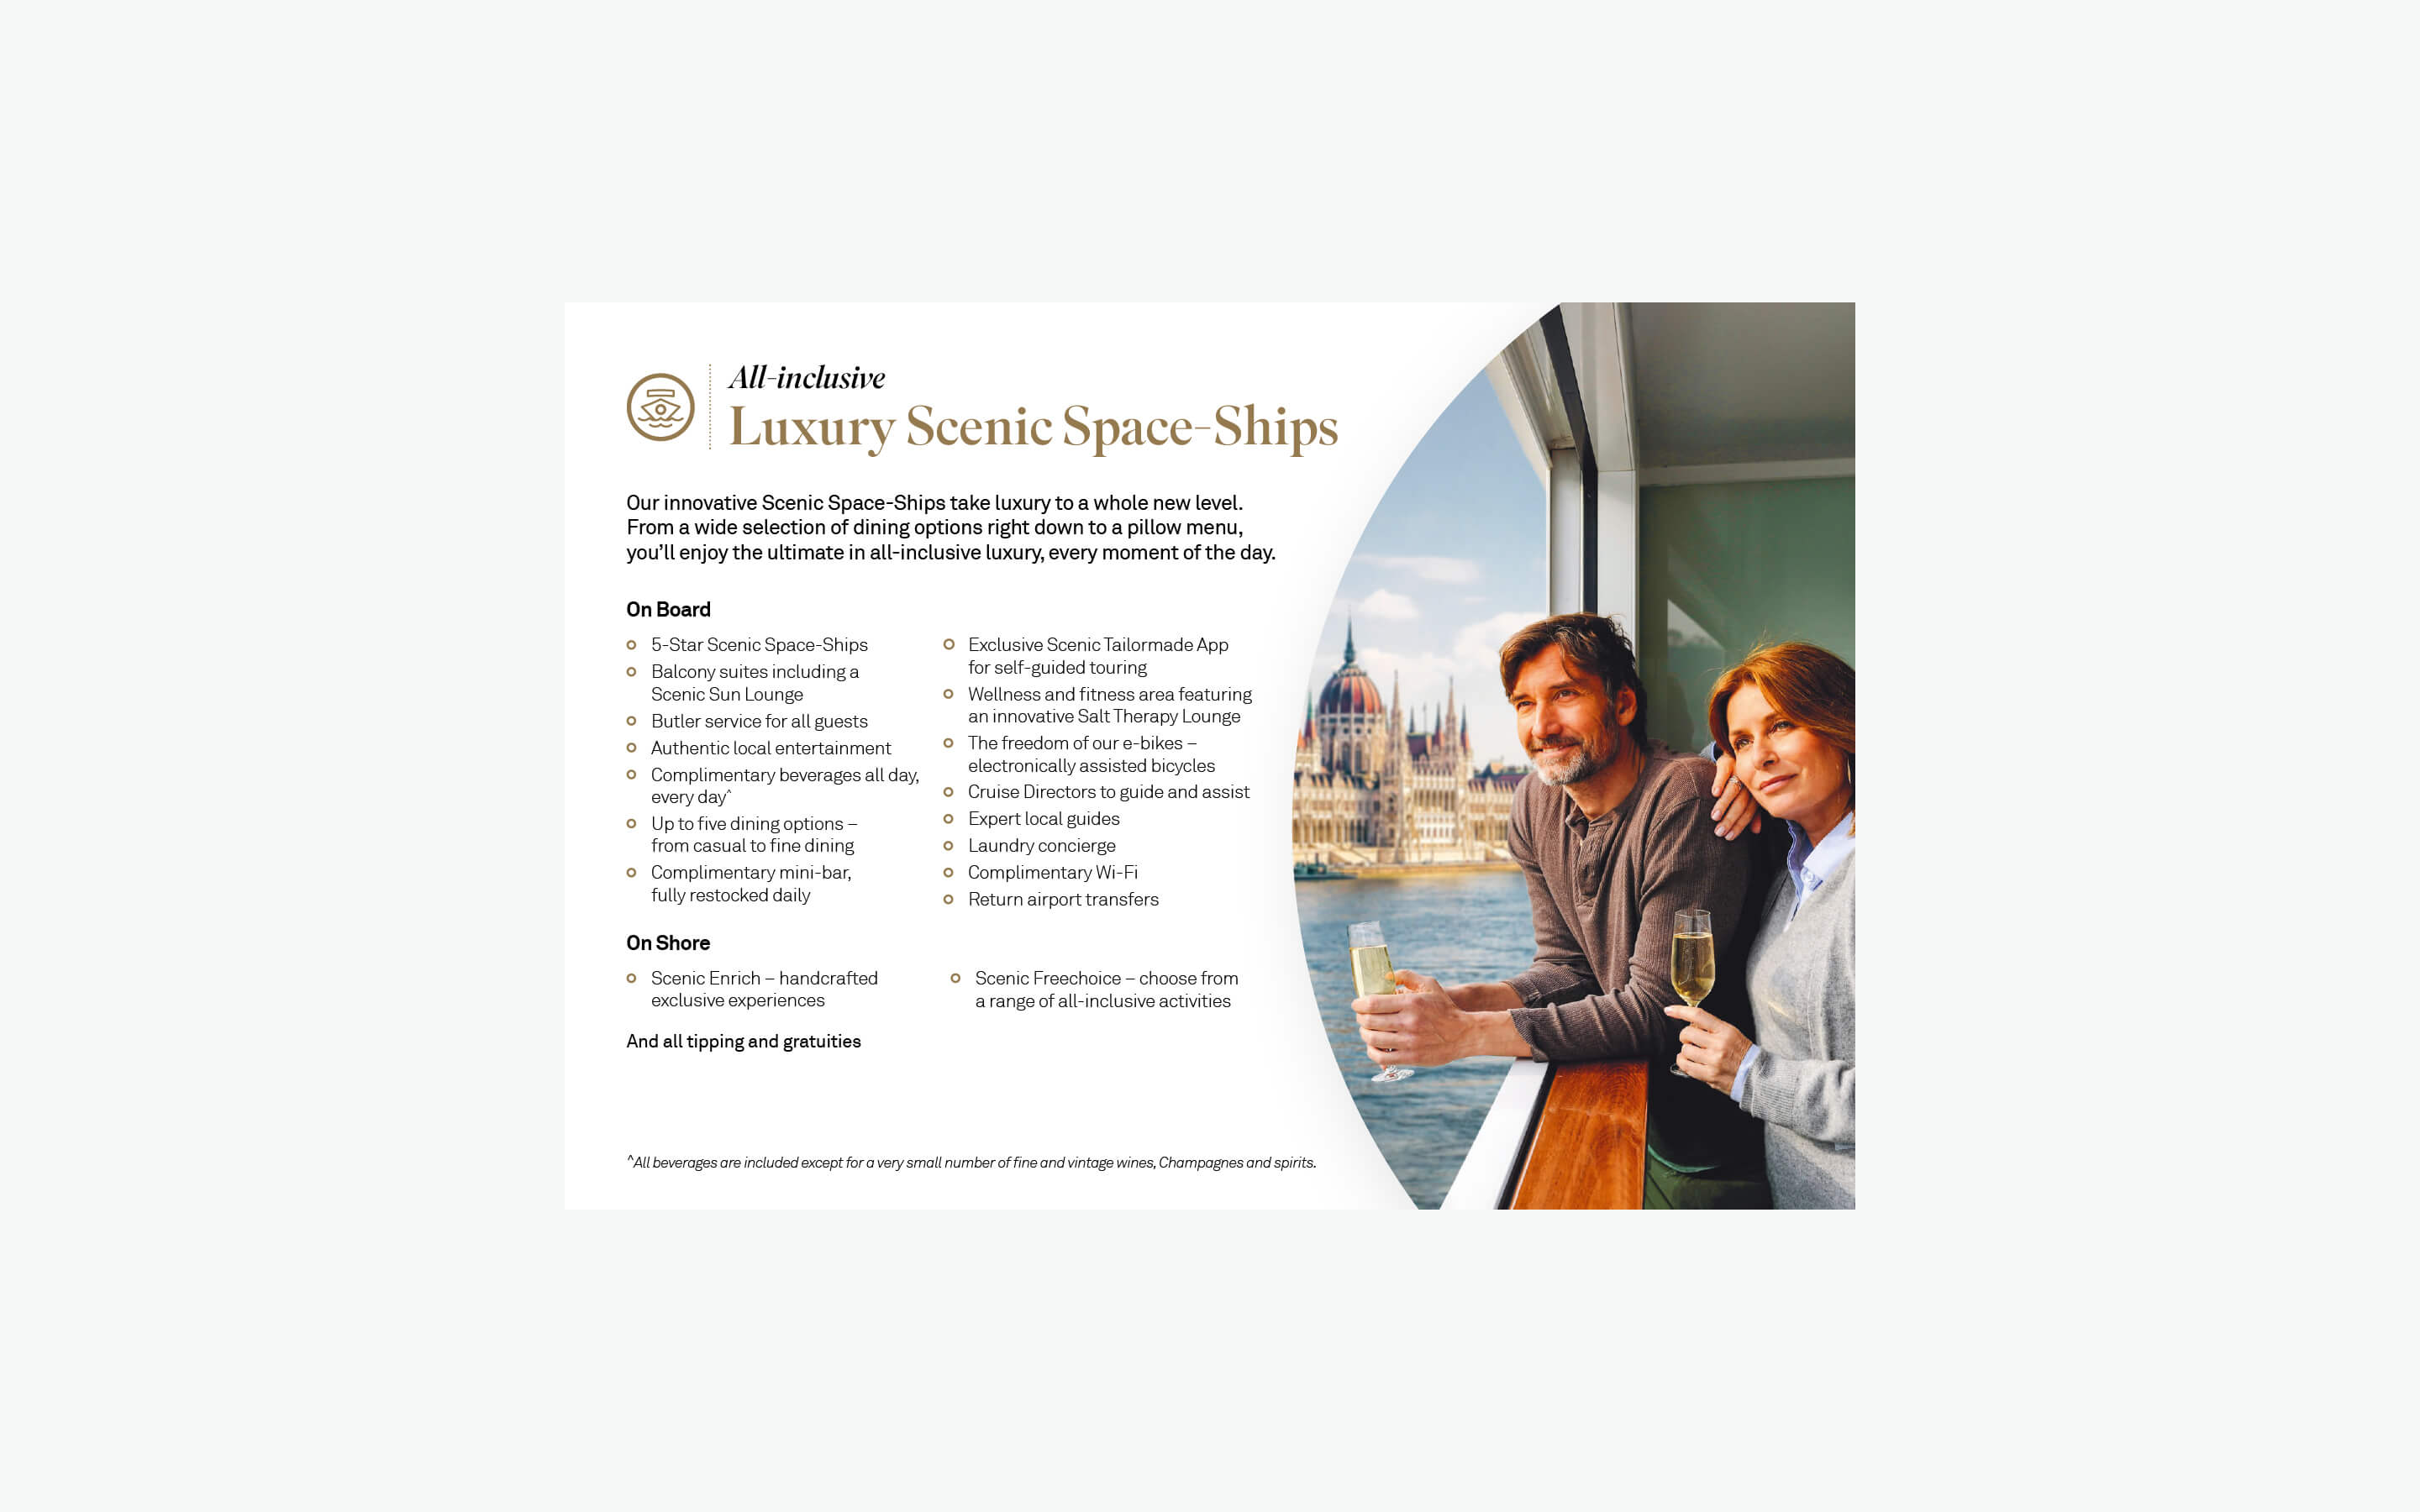 All-inclusive
Luxury Scenic Space-Ships
Our innovative Scenic Space-Ships take luxury to a whole new level.
From a wide selection of dining options right down to a pillow menu,
you’ll enjoy the ultimate in all-inclusive luxury, every moment of the day.
On Board
5-Star Scenic Space-Ships
Balcony suites including a
Scenic Sun Lounge
Butler service for all guests
Authentic local entertainment
Complimentary beverages all day,
every day^
Up to five dining options –
from casual to fine dining
Complimentary mini-bar,
fully restocked daily
Exclusive Scenic Tailormade App
for self-guided touring
Wellness and fitness area featuring
an innovative Salt Therapy Lounge
The freedom of our e-bikes –
electronically assisted bicycles
Cruise Directors to guide and assist
Expert local guides
Laundry concierge
Complimentary Wi-Fi
Return airport transfers
On Shore
Scenic Enrich – handcrafted
exclusive experiences
Scenic Freechoice – choose from
a range of all-inclusive activities
And all tipping and gratuities
^All beverages are included except for a very small number of fine and vintage wines, Champagnes and spirits.